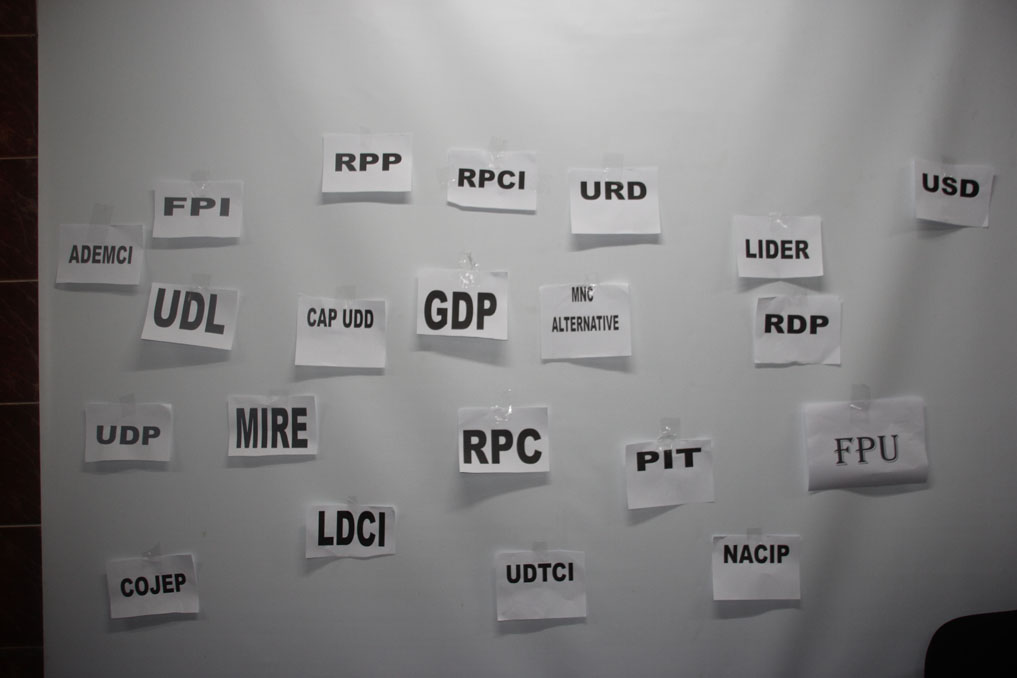 RPP
RPCI
URD
USD
FPI
ADEMCI
LIDER
UDL
CAP UDD
GDP
MNC
ALTERNATIVE
RDP
UDP
MIRE
RPC
PIT
FPU
LDCI
COJEP
UDTCI
NACIP